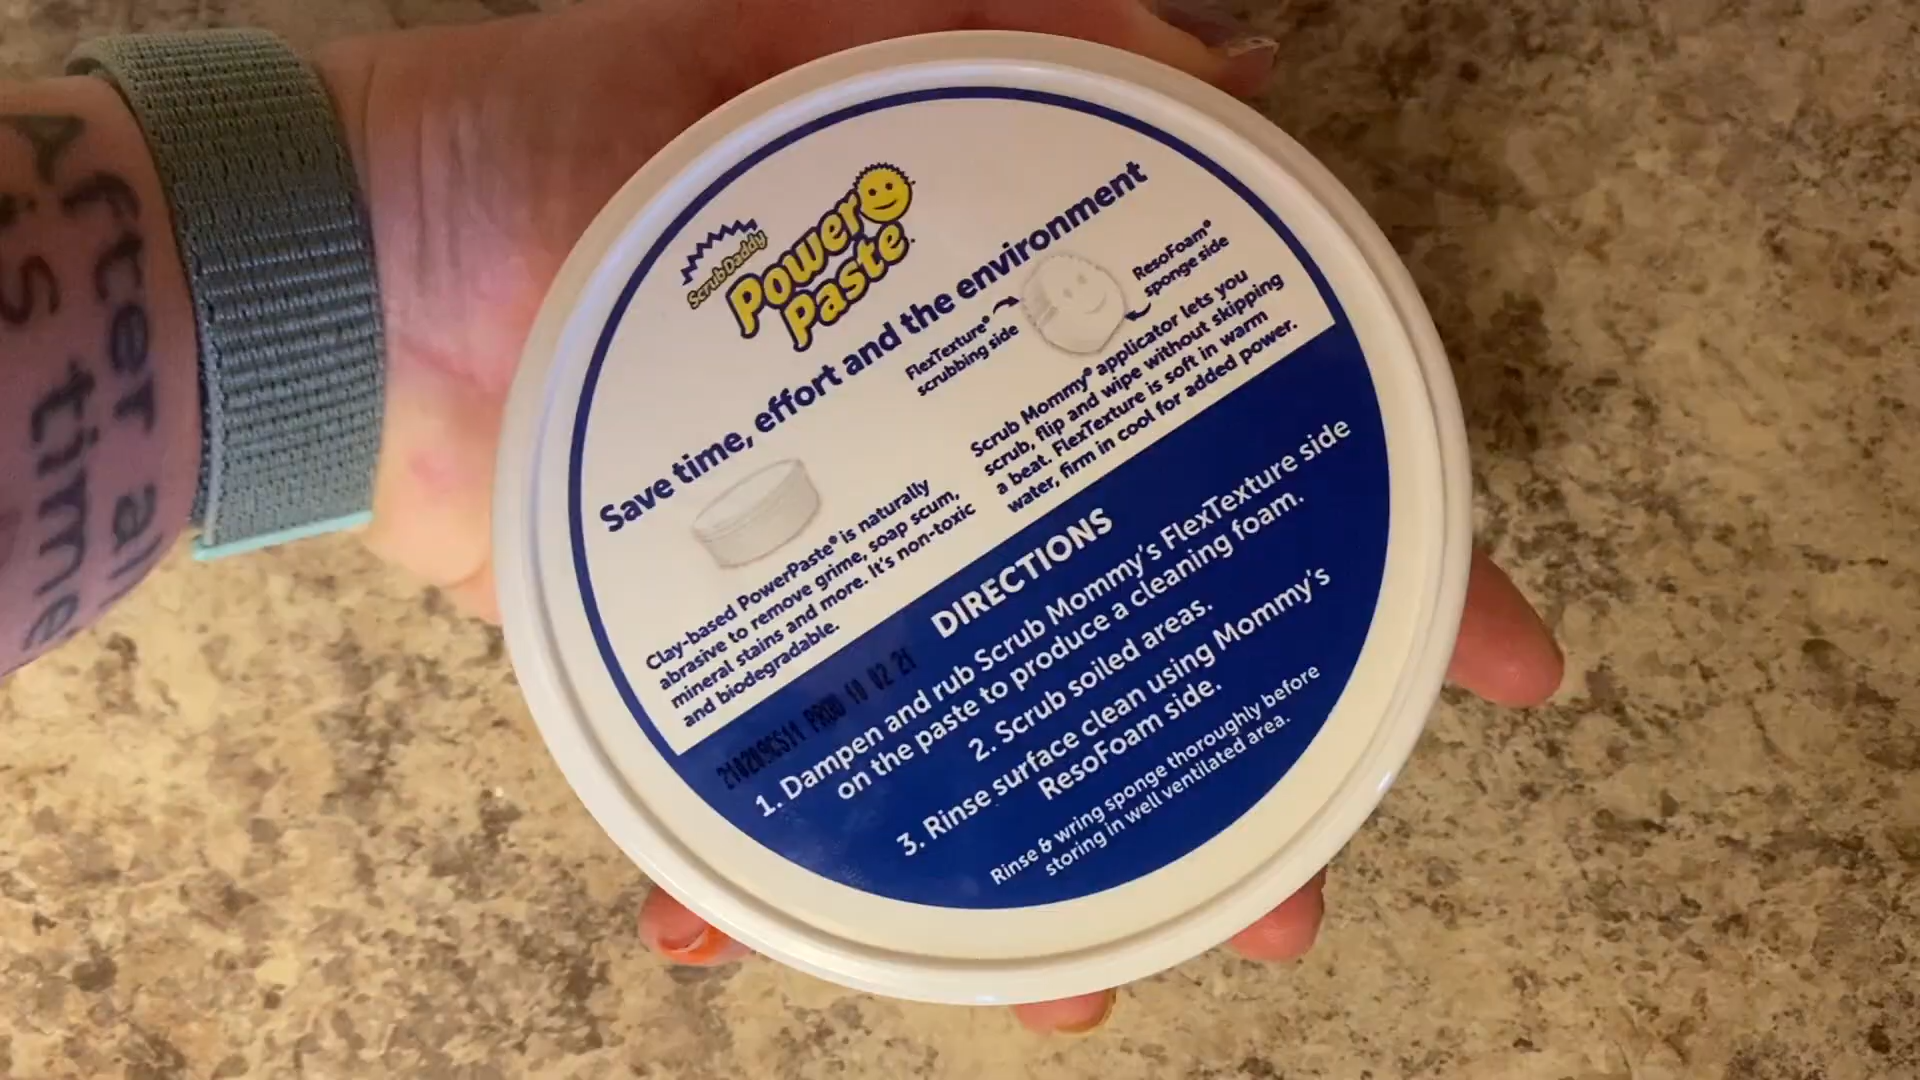 After al
is time
Scrub Daddy
Power
Paste
Save time, effort and the environment
FlexTexture®
scrubbing side
ResoFoam®
sponge side
Clay-based PowerPaste® is naturally
abrasive to remove grime, soap scum,
mineral stains and more. It's non-toxic
and biodegradable.
Scrub Mommy® applicator lets you
scrub, flip and wipe without skipping
a beat. FlexTexture is soft in warm
water, firm in cool for added power.
DIRECTIONS
PROD 10 02 21
1. Dampen and rub Scrub Mommy's FlexTexture side
on the paste to produce a cleaning foam.
2. Scrub soiled areas.
3. Rinse surface clean using Mommy's
ResoFoam side.
Rinse & wring sponge thoroughly before
storing in well ventilated area.